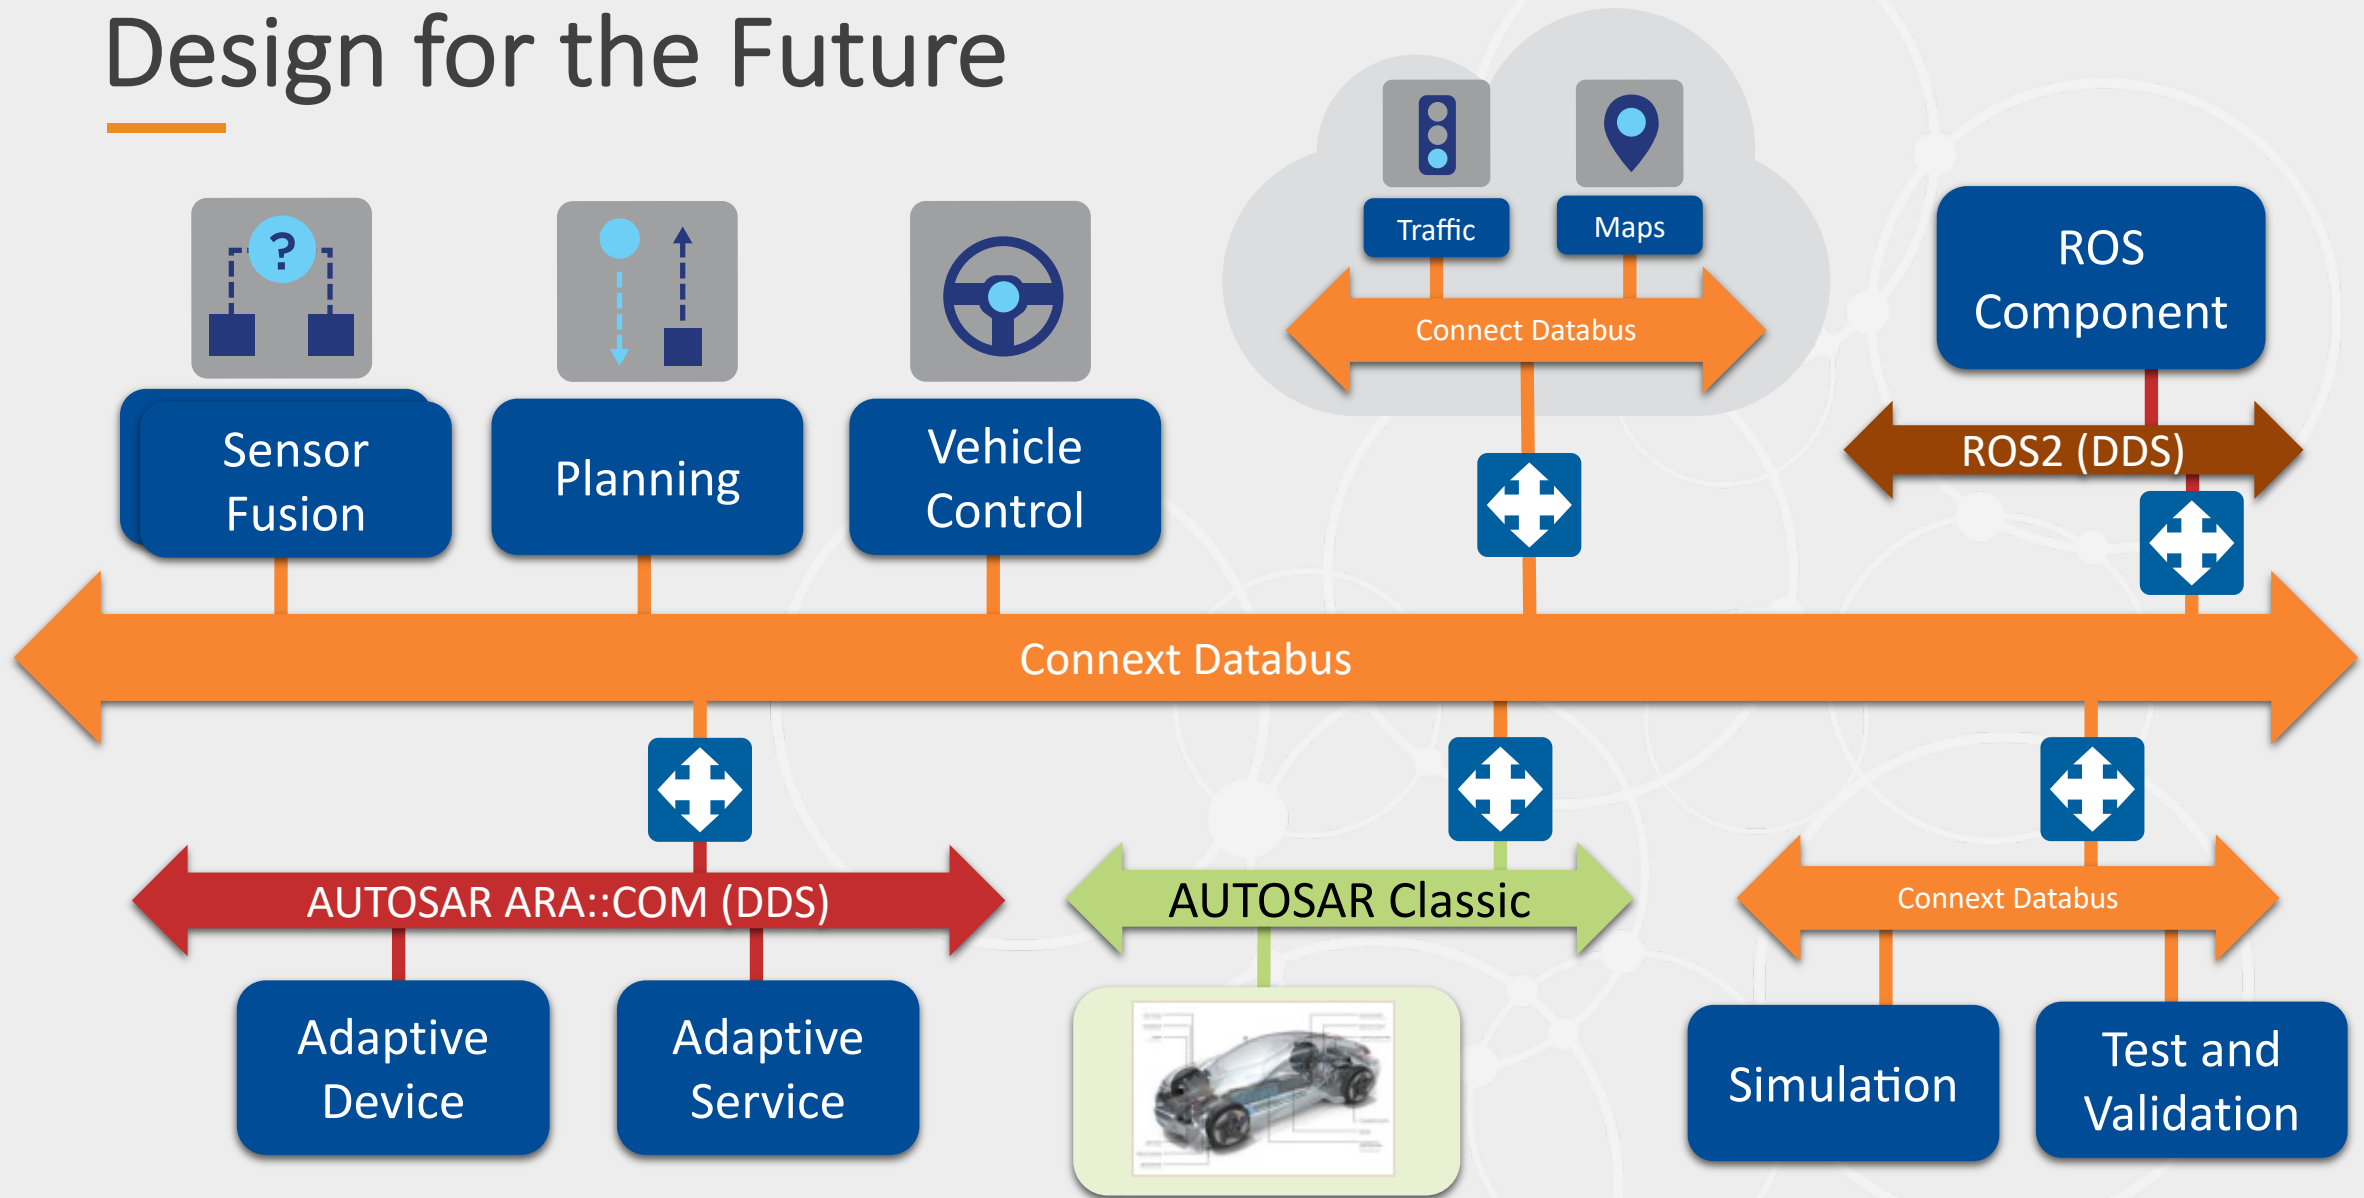 Design for the Future
Traffic
Maps
Connect Databus
ROS
Component
ROS2 (DDS)
?
Sensor
Fusion
Planning
Vehicle
Control
Connext Databus
AUTOSAR ARA::COM (DDS)
AUTOSAR Classic
Connext Databus
Adaptive
Device
Adaptive
Service
Simulation
Test and
Validation